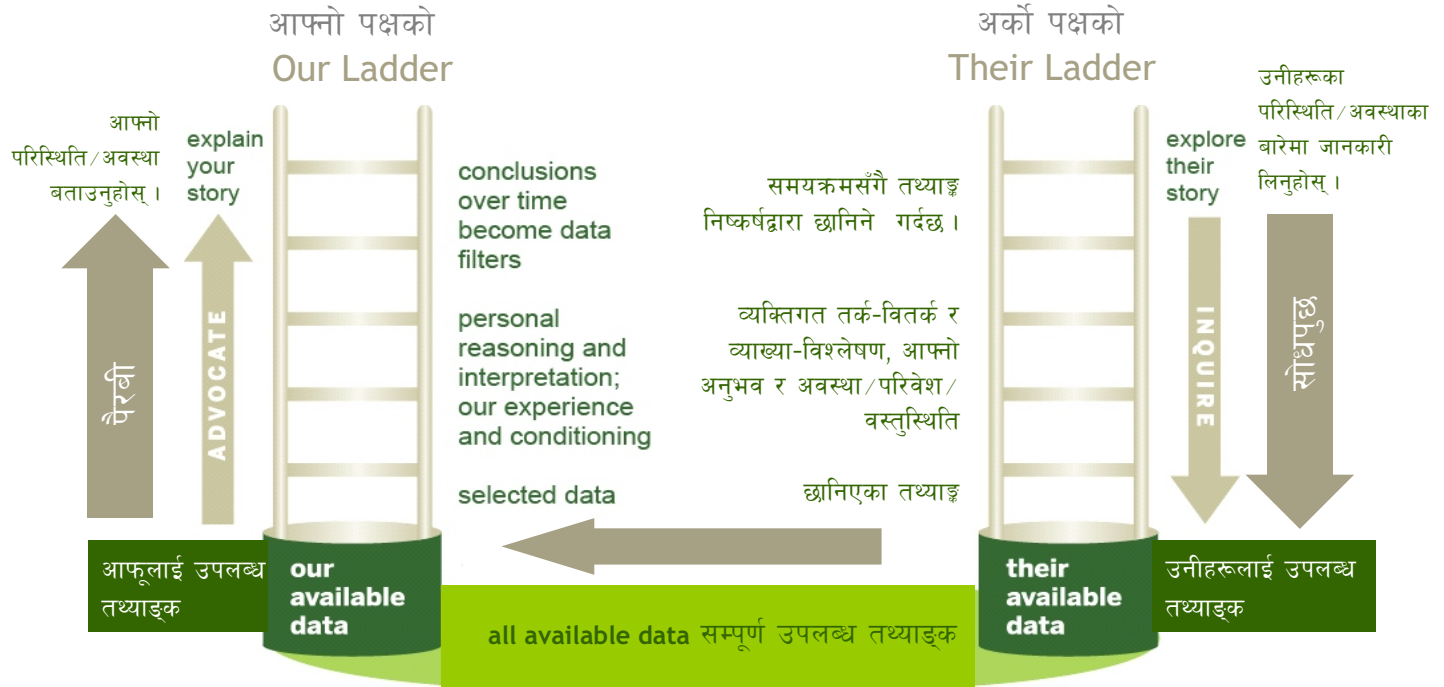 आफ्नो पक्षको
Our Ladder
अर्को पक्षको
Their Ladder
आफ्नो
परिस्थिति/अवस्था
बताउनुहोस् ।
explain
your
story
पैरबी
ADVOCATE
conclusions
over time
become data
filters
personal
reasoning and
interpretation;
our experience
and conditioning
selected data
समयक्रमसँगै तथ्याङ्क
निष्कर्षद्वारा छानिने गर्दछ ।
व्यक्तिगत तर्क-वितर्क र
व्याख्या-विश्लेषण, आफ्नो
अनुभव र अवस्था/परिवेश/
वस्तुस्थिति
छानिएका तथ्याङ्क
explore
their
story
उनीहरूका
परिस्थिति/अवस्थाका
बारेमा जानकारी
लिनुहोस् ।
INQUIRE
सोधपुछ
आफूलाई उपलब्ध
तथ्याङ्क
our
available
data
all available data सम्पूर्ण उपलब्ध तथ्याङ्क
their
available
data
उनीहरूलाई उपलब्ध
तथ्याङ्क